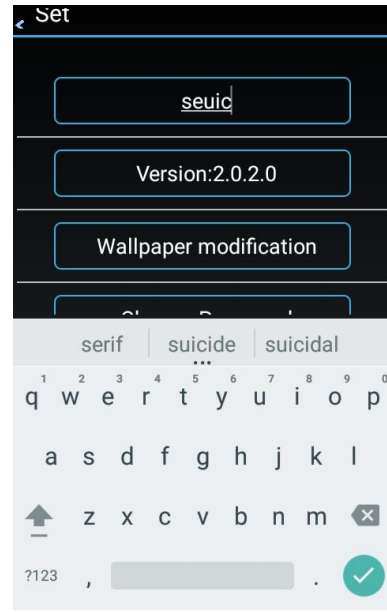 Set
seuic
Version:2.0.2.0
Wallpaper modification
serif suicide suicidal
1 2 3 4 5 6 7 8 9 0
q w e r t y u i o p
a s d f g h j k l
z x c v b n m
?123 , .